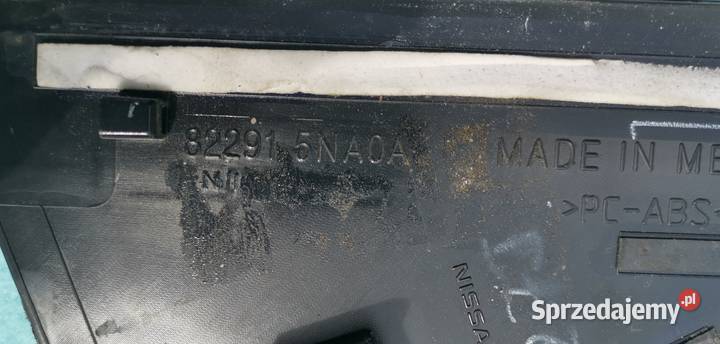 82291 5NA0A
MADE IN ME
>PC-ABS
NISSA
Sprzedajemy.pl